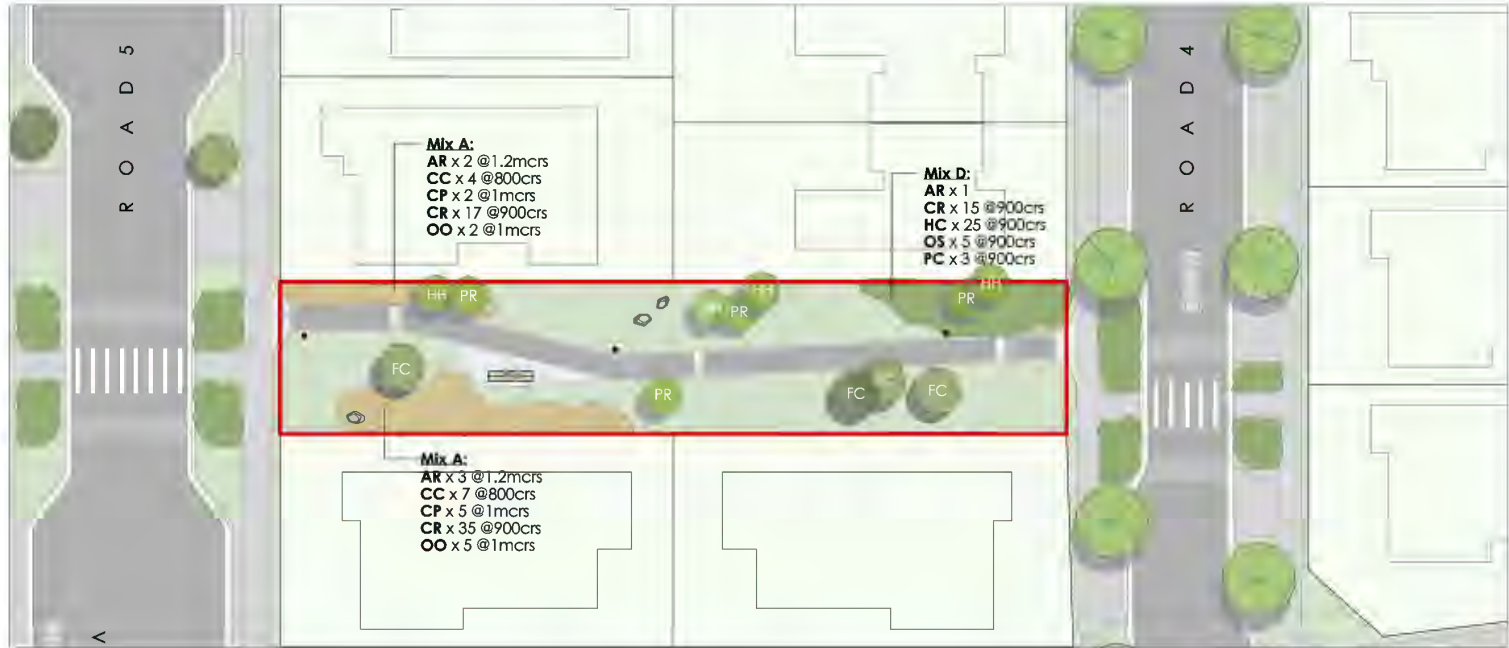 ROAD 5
ROAD 4
Mix A:
AR x 2 @1.2mcrs
CC x 4 @800crs
CP x 2 @1mcrs
CR x 17 @900crs
OO x 2 @1mcrs
Mix D:
AR x 1
CR x 15 @900crs
HC x 25 @900crs
OS x 5 @900crs
PC x 3 @900crs
HH PR
HH
PR
HH
PR
FC
PR
FC
FC
Mix A:
AR x 3 @1.2mcrs
CC x 7 @800crs
CP x 5 @1mcrs
CR x 35 @900crs
OO x 5 @1mcrs